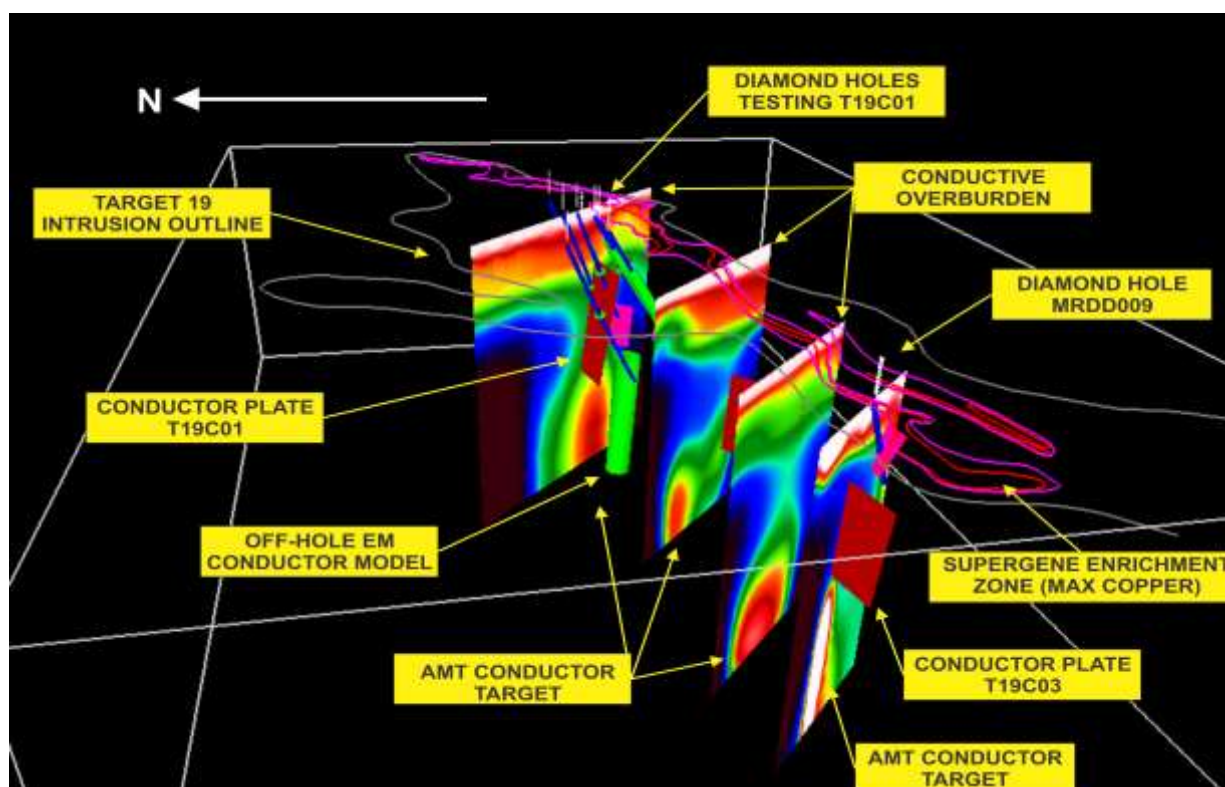 DIAMOND HOLES
TESTING T19C01
N
CONDUCTIVE
OVERBURDEN
TARGET 19
INTRUSION OUTLINE
DIAMOND HOLE
MRDD009
CONDUCTOR PLATE
T19C01
OFF-HOLE EM
CONDUCTOR MODEL
SUPERGENE ENRICHMENT
ZONE (MAX COPPER)
AMT CONDUCTOR
TARGET
CONDUCTOR PLATE
T19C03
AMT CONDUCTOR
TARGET